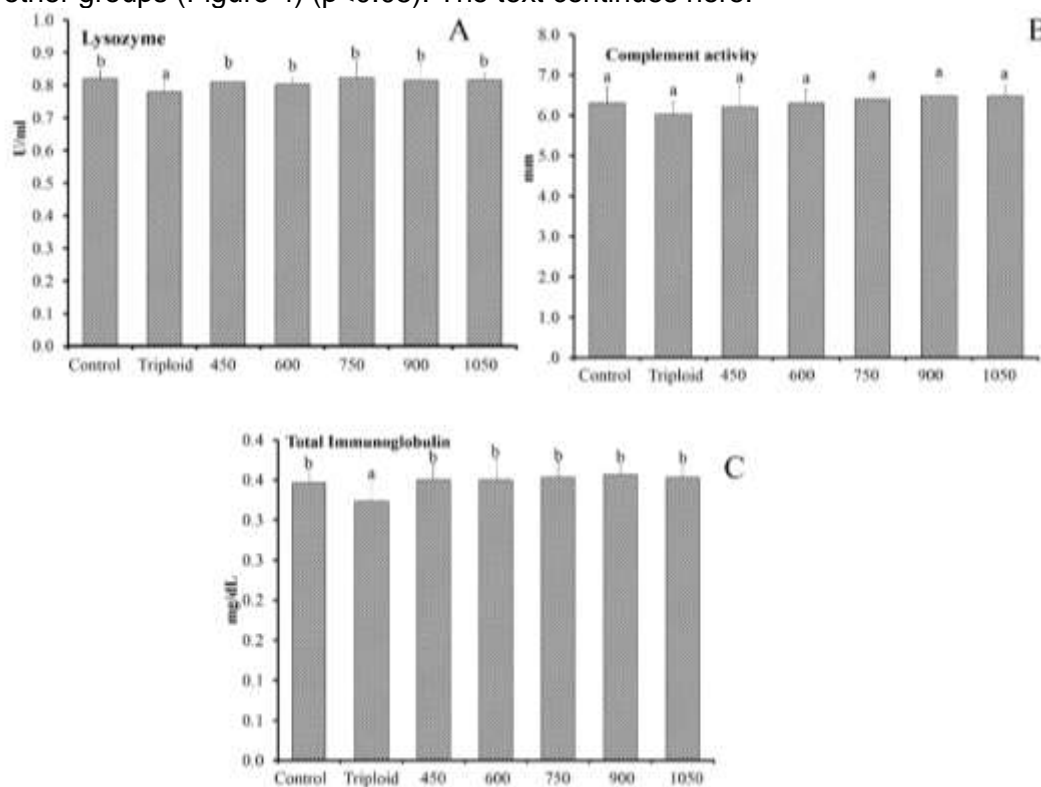 other groups (Figure 4) (p<0.05). The text continues here.
Lysozyme
A
1.0
0.9
0.8
0.7
0.6
0.5
0.4
0.3
0.2
0.1
0.0
U/ml
b a b b b b b
Control Triploid 450 600 750 900 1050
Complement activity
B
8.0
7.0
6.0
5.0
4.0
3.0
2.0
1.0
.0
mm
a a a a a a a
Control Triploid 450 600 750 900 1050
Total Immunoglobulin
C
0.4
0.4
0.3
0.3
0.2
0.2
0.1
0.1
0.0
mg/dL
b a b b b b b
Control Triploid 450 600 750 900 1050